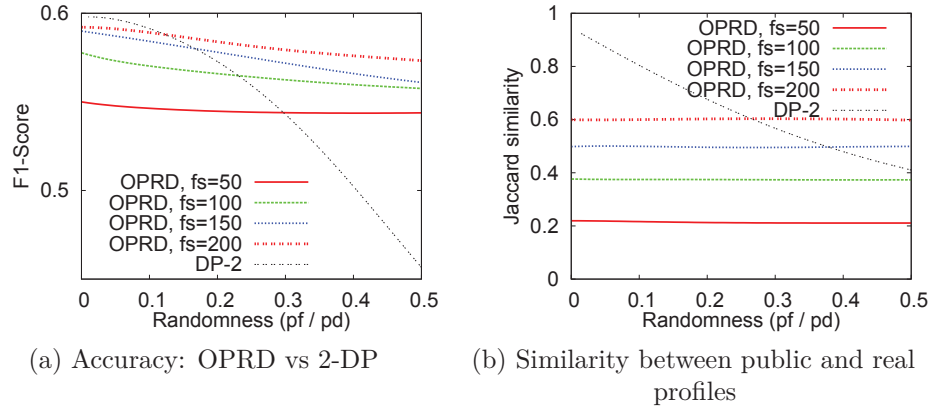 0.6
0.5
F1-Score
OPRD, fs=50
OPRD, fs=100
OPRD, fs=150
OPRD, fs=200
DP-2
0 0.1 0.2 0.3 0.4 0.5
Randomness (pf / pd)
(a) Accuracy: OPRD vs 2-DP
1
0.8
0.6
0.4
0.2
0
Jaccard similarity
OPRD, fs=50
OPRD, fs=100
OPRD, fs=150
OPRD, fs=200
DP-2
0 0.1 0.2 0.3 0.4 0.5
Randomness (pf / pd)
(b) Similarity between public and real
profiles